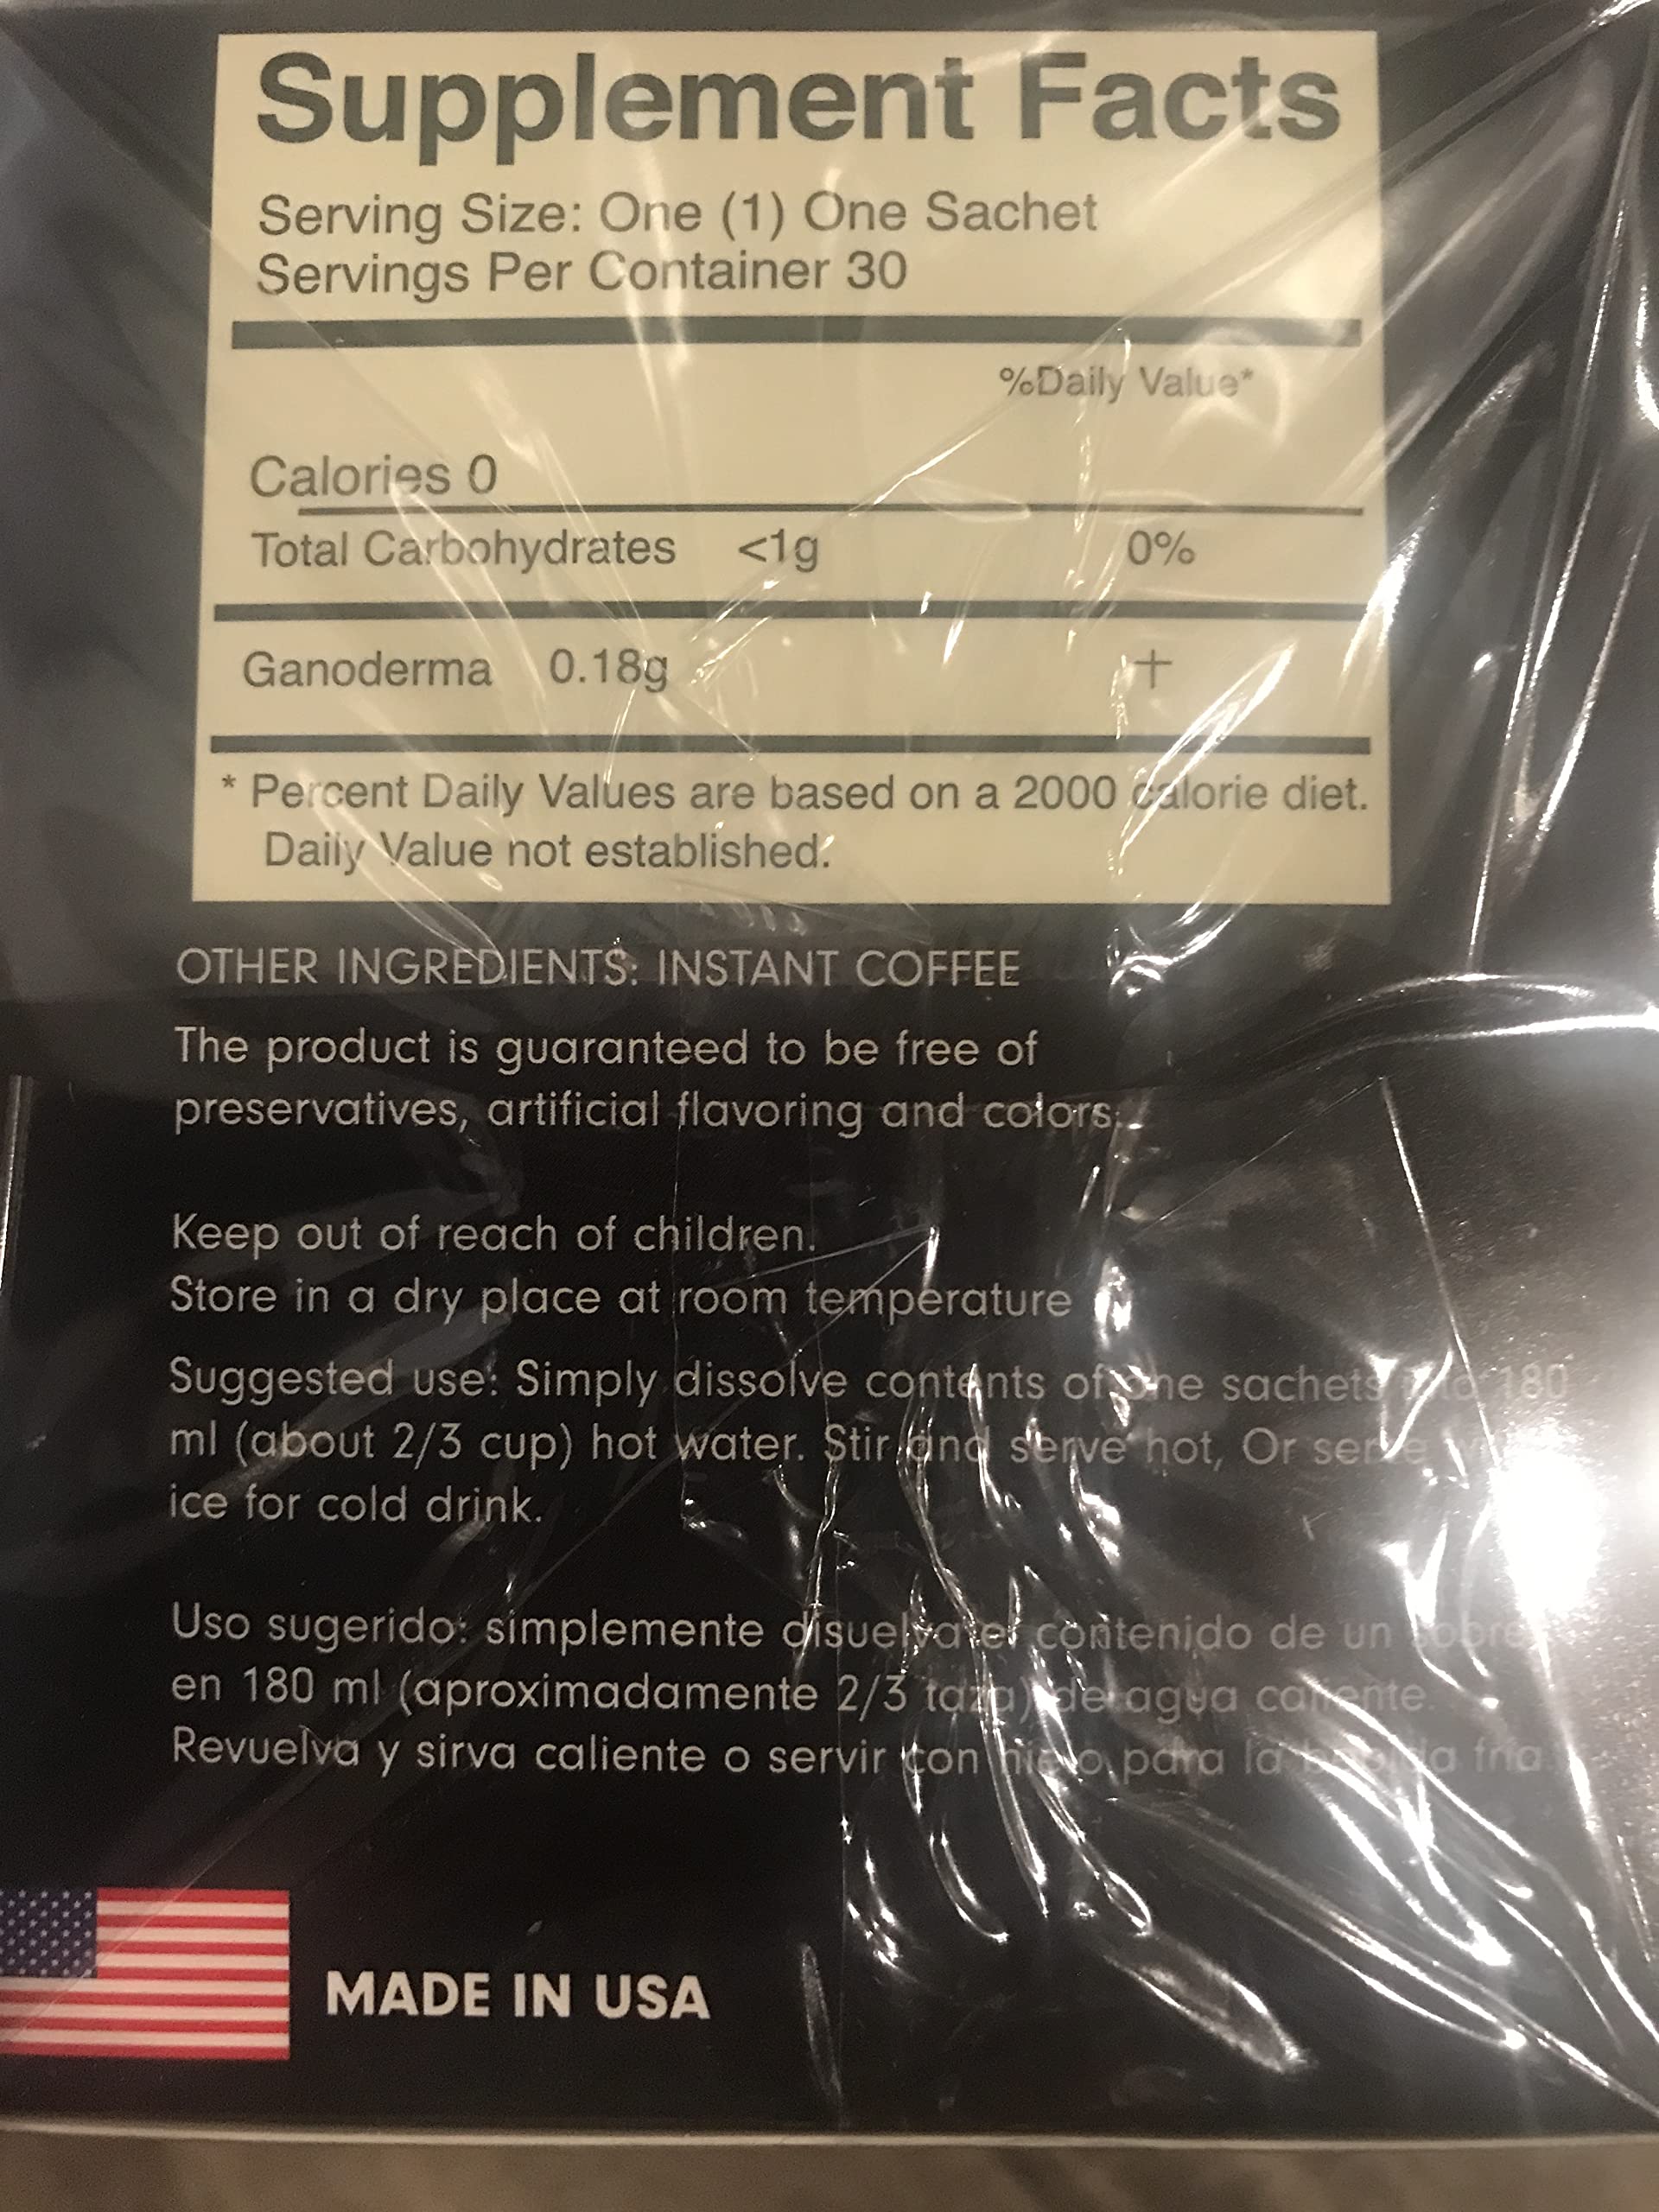 Supplement Facts
Serving Size: One (1) One Sachet
Servings Per Container 30
%Daily Value*
Calories 0
Total Carbohydrates <1g 0%
Ganoderma 0.18g †
* Percent Daily Values are based on a 2000 calorie diet.
Daily Value not established.
OTHER INGREDIENTS: INSTANT COFFEE
The product is guaranteed to be free of
preservatives, artificial flavoring and colors.
Keep out of reach of children.
Store in a dry place at room temperature
Suggested use: Simply dissolve contents of one sachets into 180
ml (about 2/3 cup) hot water. Stir and serve hot, Or serve
ice for cold drink.
Uso sugerido: simplemente disuelva el contenido de un sobre
en 180 ml (aproximadamente 2/3 taza) de agua caliente.
Revuelva y sirva caliente o servir con hielo para la bebida fria.
MADE IN USA